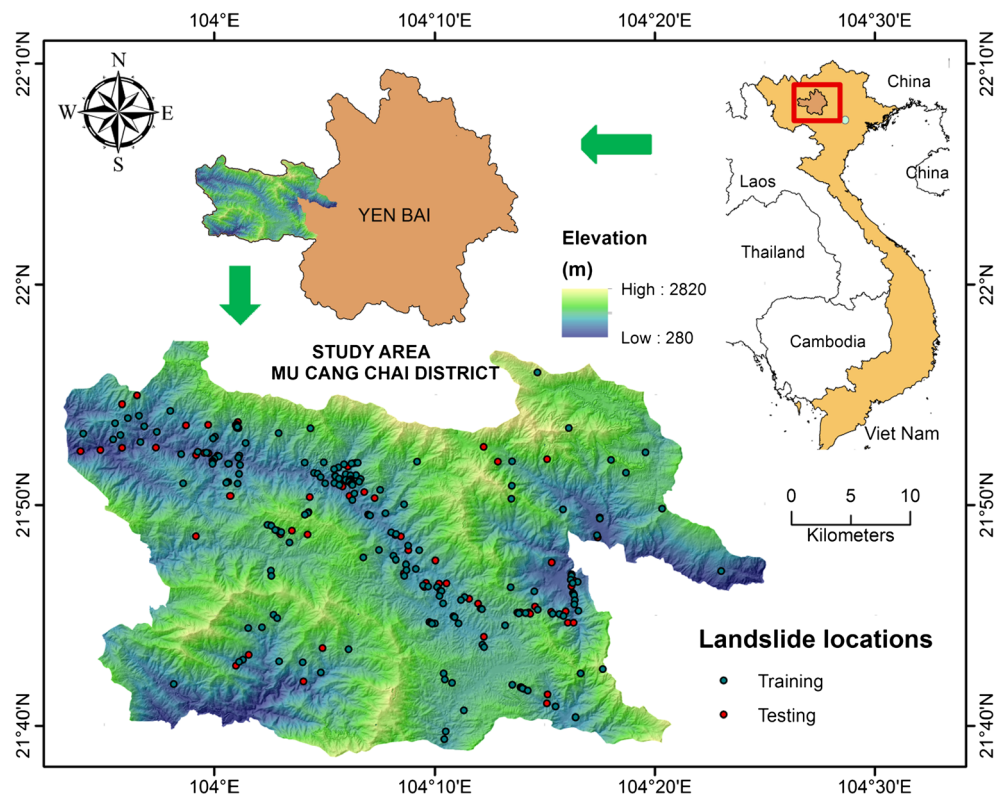 104°E
104°10'E
104°20'E
104°30'E
22°10'N
22°10'N
N
W
E
S
China
China
Laos
YEN BAI
Thailand
Elevation
(m)
High : 2820
Low : 280
22°N
22°N
Cambodia
STUDY AREA
MU CANG CHAI DISTRICT
Viet Nam
21°50'N
21°50'N
0
5
10
Kilometers
Landslide locations
Training
Testing
21°40'N
21°40'N
104°E
104°10'E
104°20'E
104°30'E